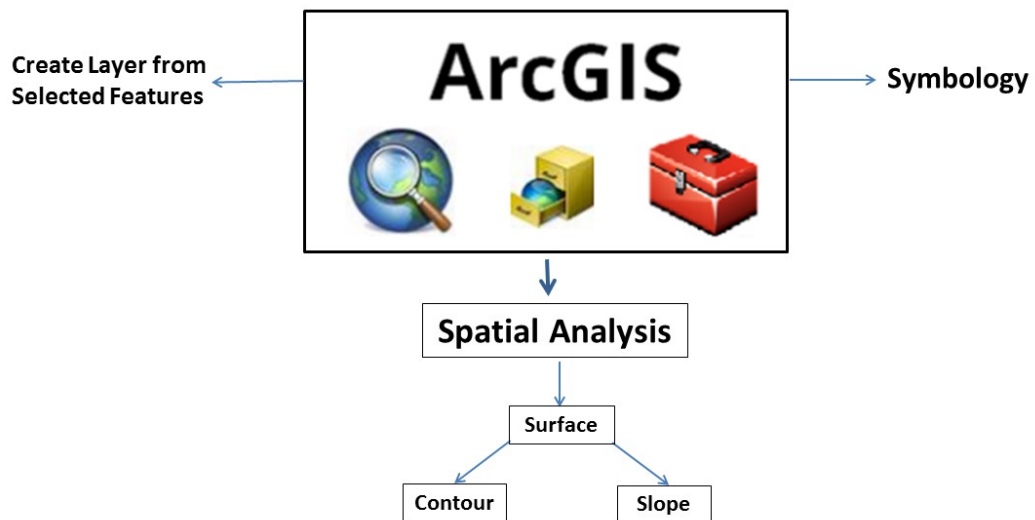 ArcGIS
Create Layer from
Selected Features
Symbology
Spatial Analysis
Surface
Contour
Slope